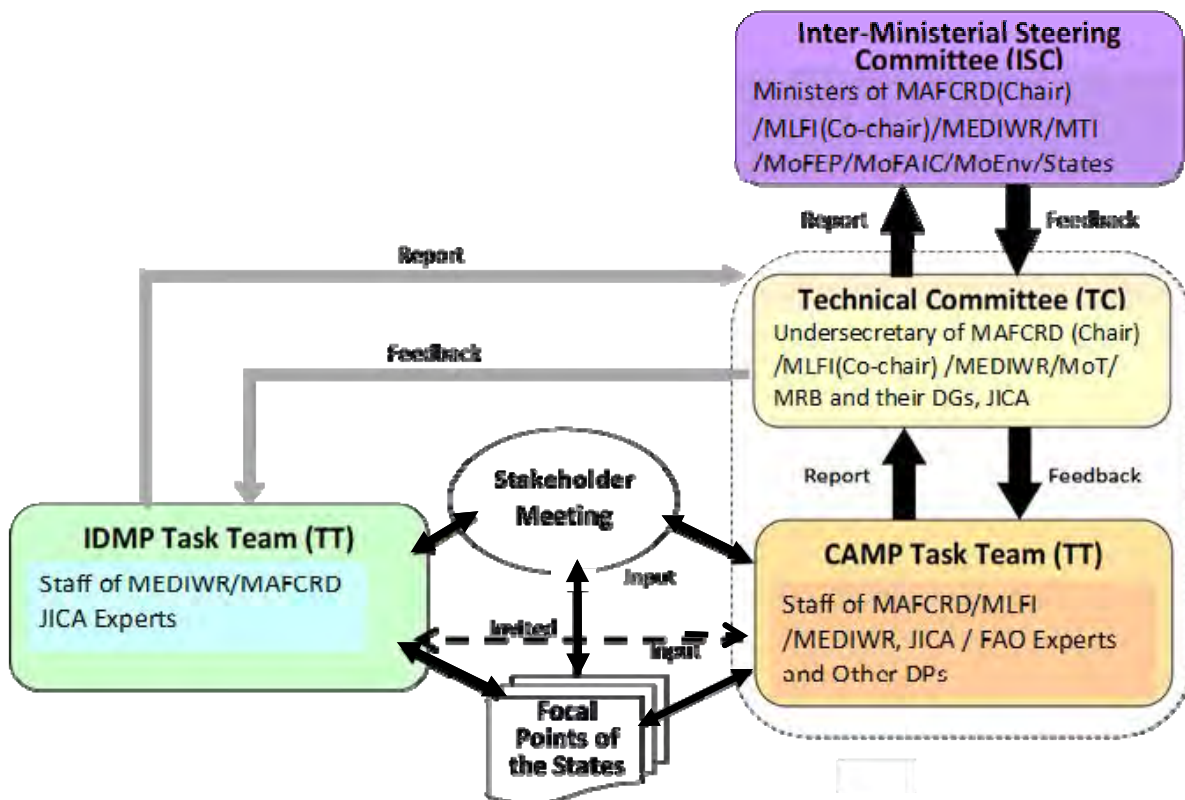 Inter-Ministerial Steering
Committee (ISC)
Ministers of MAFCRD(Chair)
/MLFI(Co-chair)/MEDIWR/MTI
/MoFEP/MoFAIC/MoEnv/States
Report
Feedback
Report
Technical Committee (TC)
Undersecretary of MAFCRD (Chair)
/MLFI(Co-chair) /MEDIWR/MoT/
MRB and their DGs, JICA
Feedback
Report
Feedback
Stakeholder
Meeting
IDMP Task Team (TT)
Staff of MEDIWR/MAFCRD
JICA Experts
CAMP Task Team (TT)
Staff of MAFCRD/MLFI
/MEDIWR, JICA / FAO Experts
and Other DPs
Input
Invited
Input
Focal
Points of
the States